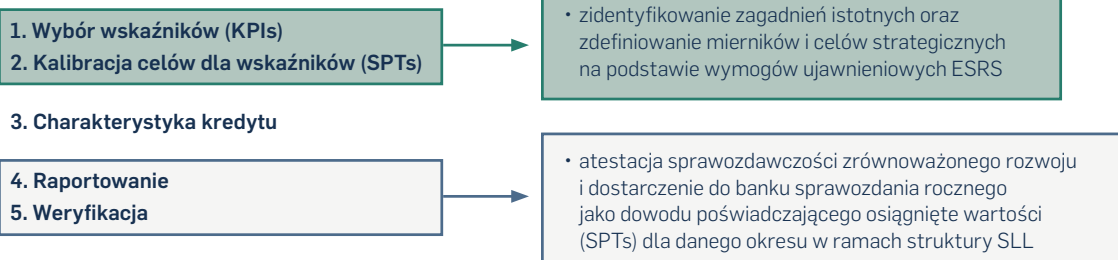 1. Wybór wskaźników (KPIs)
2. Kalibracja celów dla wskaźników (SPTs)
• zidentyfikowanie zagadnień istotnych oraz
zdefiniowanie mierników i celów strategicznych
na podstawie wymogów ujawnieniowych ESRS
3. Charakterystyka kredytu
4. Raportowanie
5. Weryfikacja
• atestacja sprawozdawczości zrównoważonego rozwoju
i dostarczenie do banku sprawozdania rocznego
jako dowodu poświadczającego osiągnięte wartości
(SPTs) dla danego okresu w ramach struktury SLL